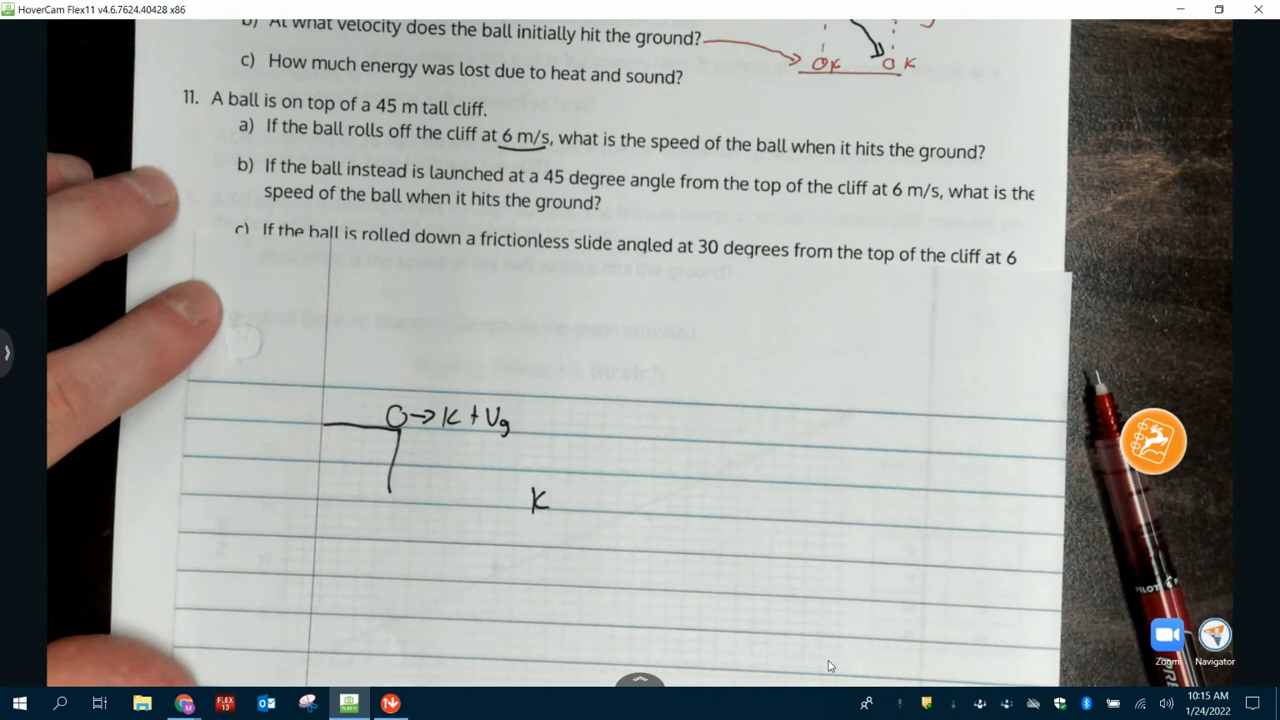 HoverCam Flex11 v4.6.7624.40428 x86
b) At what velocity does the ball initially hit the ground?
c) How much energy was lost due to heat and sound?
K K
11. A ball is on top of a 45 m tall cliff.
a) If the ball rolls off the cliff at 6 m/s, what is the speed of the ball when it hits the ground?
b) If the ball instead is launched at a 45 degree angle from the top of the cliff at 6 m/s, what is the
speed of the ball when it hits the ground?
c) If the ball is rolled down a frictionless slide angled at 30 degrees from the top of the cliff at 6
→ K + Ug
K
PILOT
Zoom
Navigator
10:15 AM
1/24/2022